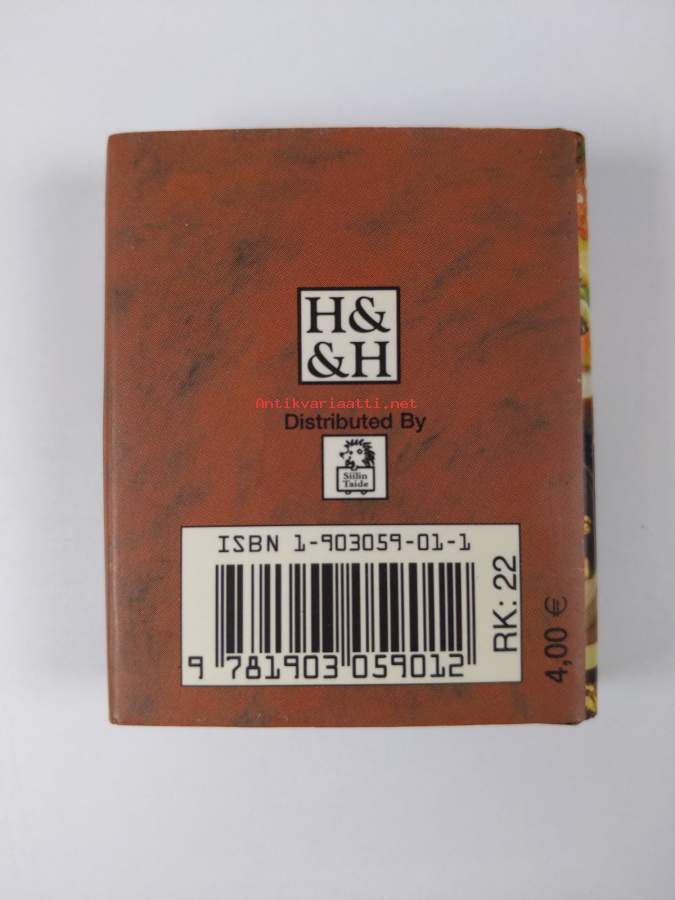 H&
&H
Antikvariaatti.net
Distributed By
Siilin
Taide
ISBN 1-903059-01-1
9 781903 059012
RK: 22
4,00 €